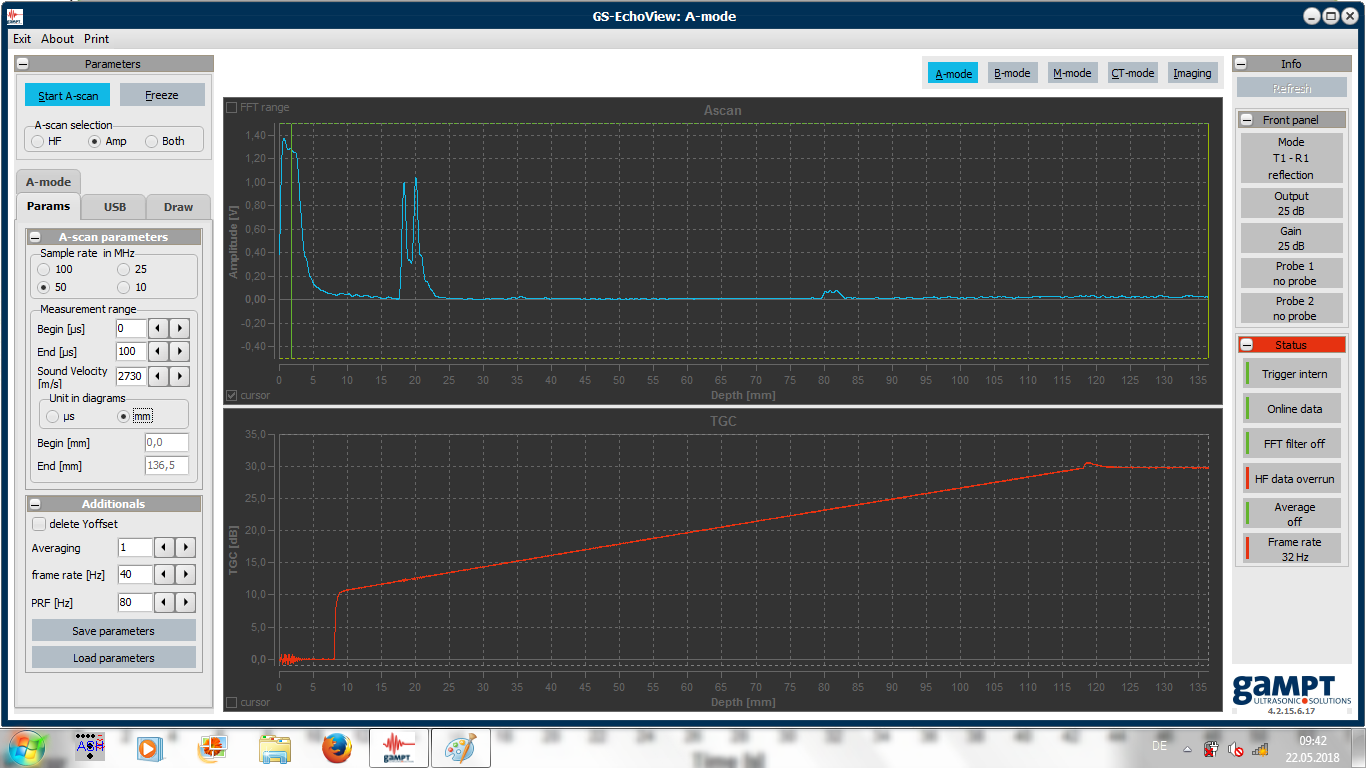 GS-EchoView: A-mode
Exit About Print
Parameters
Start A-scan Freeze
A-scan selection
HF Amp Both
A-mode
Params USB Draw
A-scan parameters
Sample rate in MHz
100 25
50 10
Measurement range
Begin [µs] 0
End [µs] 100
Sound Velocity
[m/s] 2730
Unit in diagrams
µs mm
Begin [mm] 0,0
End [mm] 136,5
Additionals
delete Yoffset
Averaging 1
frame rate [Hz] 40
PRF [Hz] 80
Save parameters
Load parameters
A-mode B-mode M-mode CT-mode Imaging
FFT range
Ascan
Amplitude [V]
1,40
1,20
1,00
0,80
0,60
0,40
0,20
0,00
-0,20
-0,40
0 5 10 15 20 25 30 35 40 45 50 55 60 65 70 75 80 85 90 95 100 105 110 115 120 125 130 135
cursor
Depth [mm]
TGC
TGC [dB]
35,0
30,0
25,0
20,0
15,0
10,0
5,0
0,0
0 5 10 15 20 25 30 35 40 45 50 55 60 65 70 75 80 85 90 95 100 105 110 115 120 125 130 135
cursor
Depth [mm]
Info
Refresh
Front panel
Mode
T1 - R1
reflection
Output
25 dB
Gain
25 dB
Probe 1
no probe
Probe 2
no probe
Status
Trigger intern
Online data
FFT filter off
HF data overrun
Average
off
Frame rate
32 Hz
gAMPT
ULTRASONIC SOLUTIONS
4.2.15.6.17
gAMPT
Time [s]
DE
09:42
22.05.2018